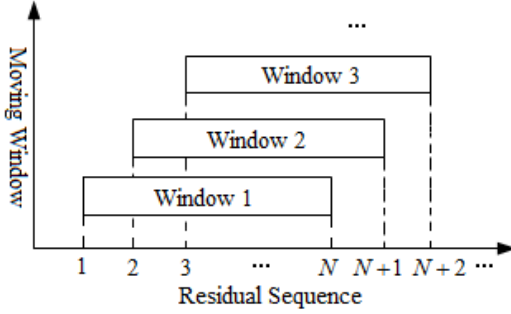 ...
Window 3
Window 2
Window 1
Moving Window
1 2 3 ... N N+1 N+2 ...
Residual Sequence